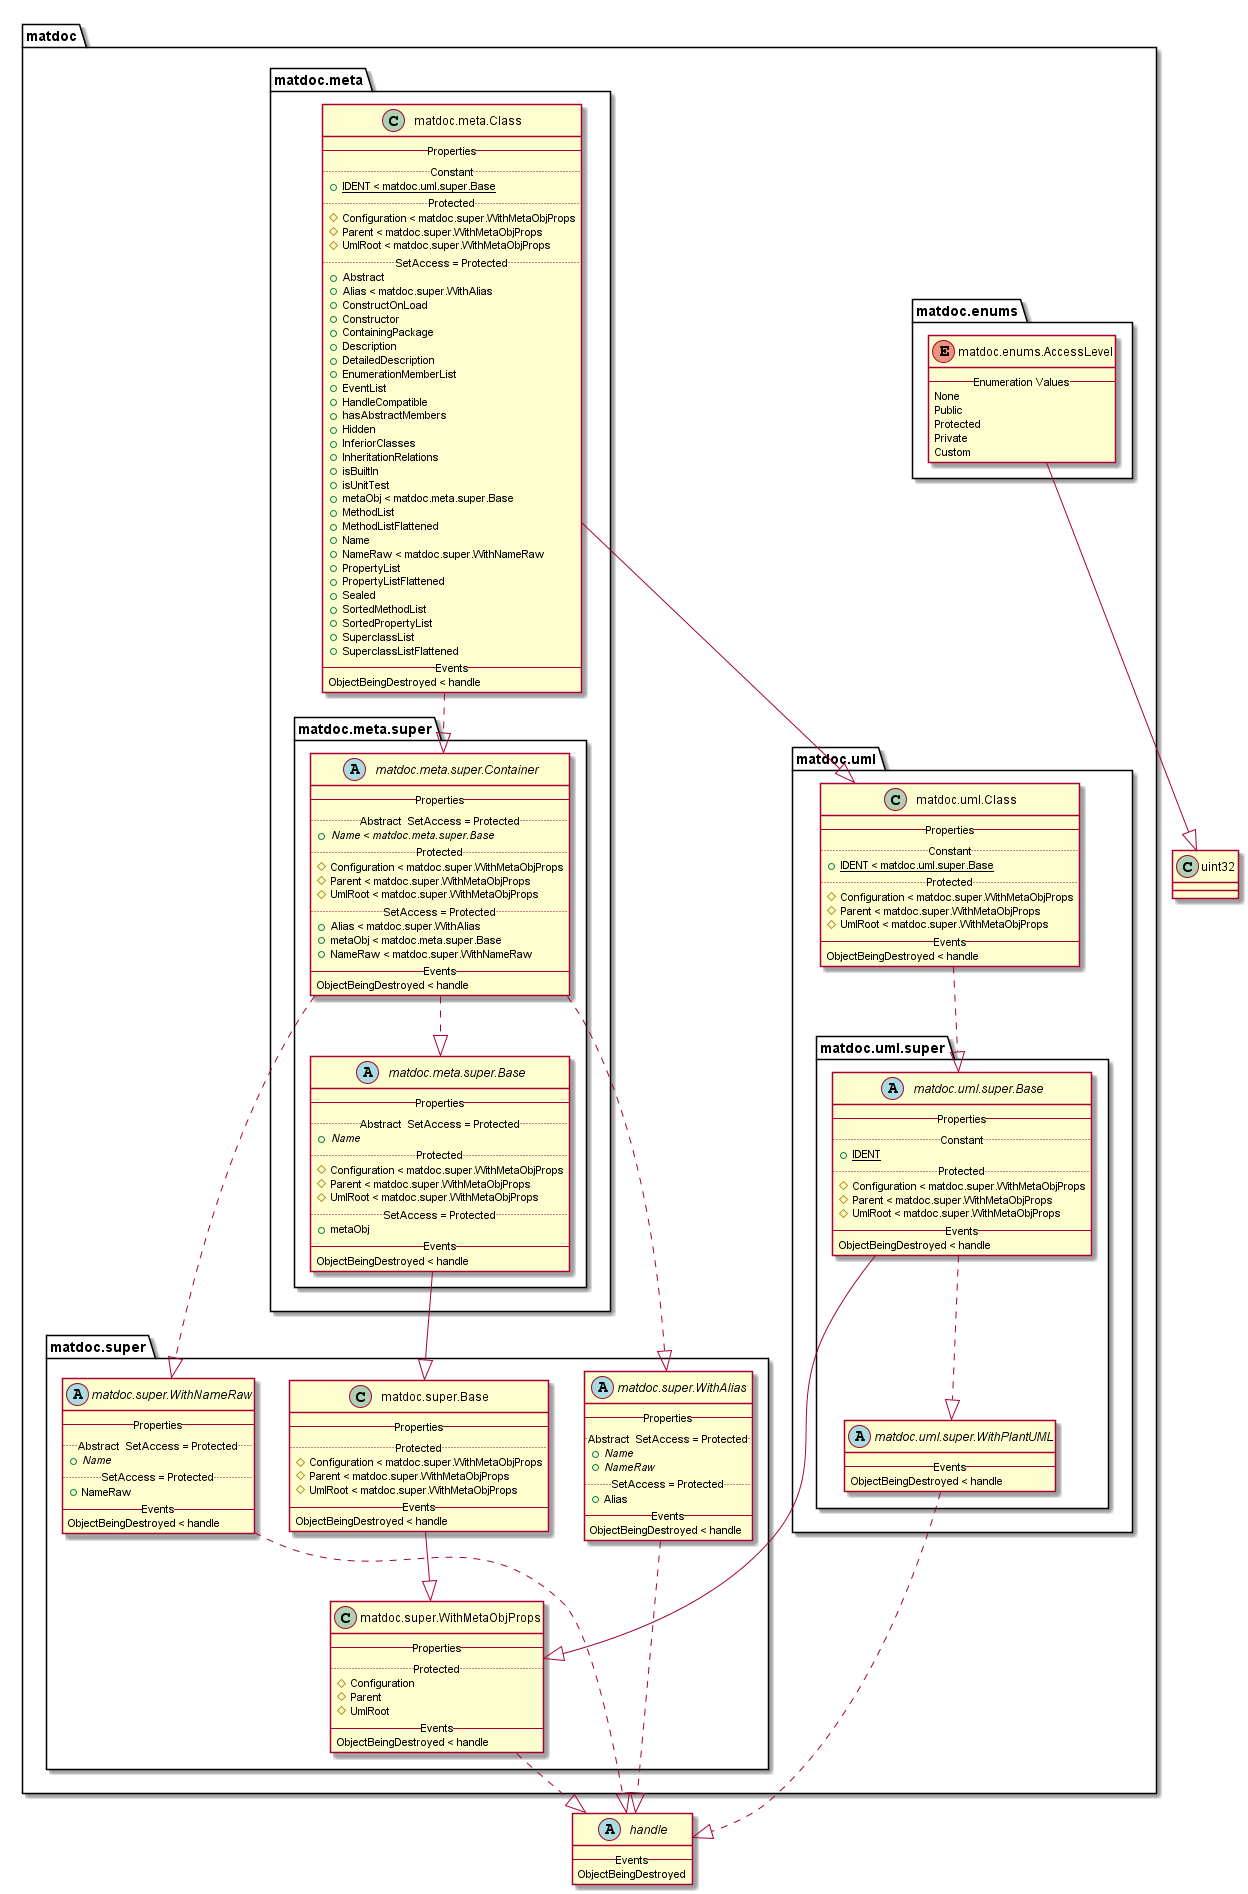 matdoc
matdoc.meta
C matdoc.meta.Class
Properties
Constant
IDENT < matdoc.uml.super.Base
Protected
Configuration < matdoc.super.WithMetaObjProps
Parent < matdoc.super.WithMetaObjProps
UmlRoot < matdoc.super.WithMetaObjProps
SetAccess = Protected
Abstract
Alias < matdoc.super.WithAlias
ConstructOnLoad
Constructor
ContainingPackage
Description
DetailedDescription
EnumerationMemberList
EventList
HandleCompatible
hasAbstractMembers
Hidden
InferiorClasses
InheritationRelations
isBuiltIn
isUnitTest
metaObj < matdoc.meta.super.Base
MethodList
MethodListFlattened
Name
NameRaw < matdoc.super.WithNameRaw
PropertyList
PropertyListFlattened
Sealed
SortedMethodList
SortedPropertyList
SuperclassList
SuperclassListFlattened
Events
ObjectBeingDestroyed < handle
matdoc.enums
E matdoc.enums.AccessLevel
Enumeration Values
None
Public
Protected
Private
Custom
matdoc.meta.super
A matdoc.meta.super.Container
Properties
Abstract SetAccess = Protected
Name < matdoc.meta.super.Base
Protected
Configuration < matdoc.super.WithMetaObjProps
Parent < matdoc.super.WithMetaObjProps
UmlRoot < matdoc.super.WithMetaObjProps
SetAccess = Protected
Alias < matdoc.super.WithAlias
metaObj < matdoc.meta.super.Base
NameRaw < matdoc.super.WithNameRaw
Events
ObjectBeingDestroyed < handle
matdoc.uml
C matdoc.uml.Class
Properties
Constant
IDENT < matdoc.uml.super.Base
Protected
Configuration < matdoc.super.WithMetaObjProps
Parent < matdoc.super.WithMetaObjProps
UmlRoot < matdoc.super.WithMetaObjProps
Events
ObjectBeingDestroyed < handle
C uint32
A matdoc.meta.super.Base
Properties
Abstract SetAccess = Protected
Name
Protected
Configuration < matdoc.super.WithMetaObjProps
Parent < matdoc.super.WithMetaObjProps
UmlRoot < matdoc.super.WithMetaObjProps
SetAccess = Protected
metaObj
Events
ObjectBeingDestroyed < handle
matdoc.uml.super
A matdoc.uml.super.Base
Properties
Constant
IDENT
Protected
Configuration < matdoc.super.WithMetaObjProps
Parent < matdoc.super.WithMetaObjProps
UmlRoot < matdoc.super.WithMetaObjProps
Events
ObjectBeingDestroyed < handle
matdoc.super
A matdoc.super.WithNameRaw
Properties
Abstract SetAccess = Protected
Name
SetAccess = Protected
NameRaw
Events
ObjectBeingDestroyed < handle
C matdoc.super.Base
Properties
Protected
Configuration < matdoc.super.WithMetaObjProps
Parent < matdoc.super.WithMetaObjProps
UmlRoot < matdoc.super.WithMetaObjProps
Events
ObjectBeingDestroyed < handle
A matdoc.super.WithAlias
Properties
Abstract SetAccess = Protected
Name
NameRaw
SetAccess = Protected
Alias
Events
ObjectBeingDestroyed < handle
A matdoc.uml.super.WithPlantUML
Events
ObjectBeingDestroyed < handle
C matdoc.super.WithMetaObjProps
Properties
Protected
Configuration
Parent
UmlRoot
Events
ObjectBeingDestroyed < handle
A handle
Events
ObjectBeingDestroyed